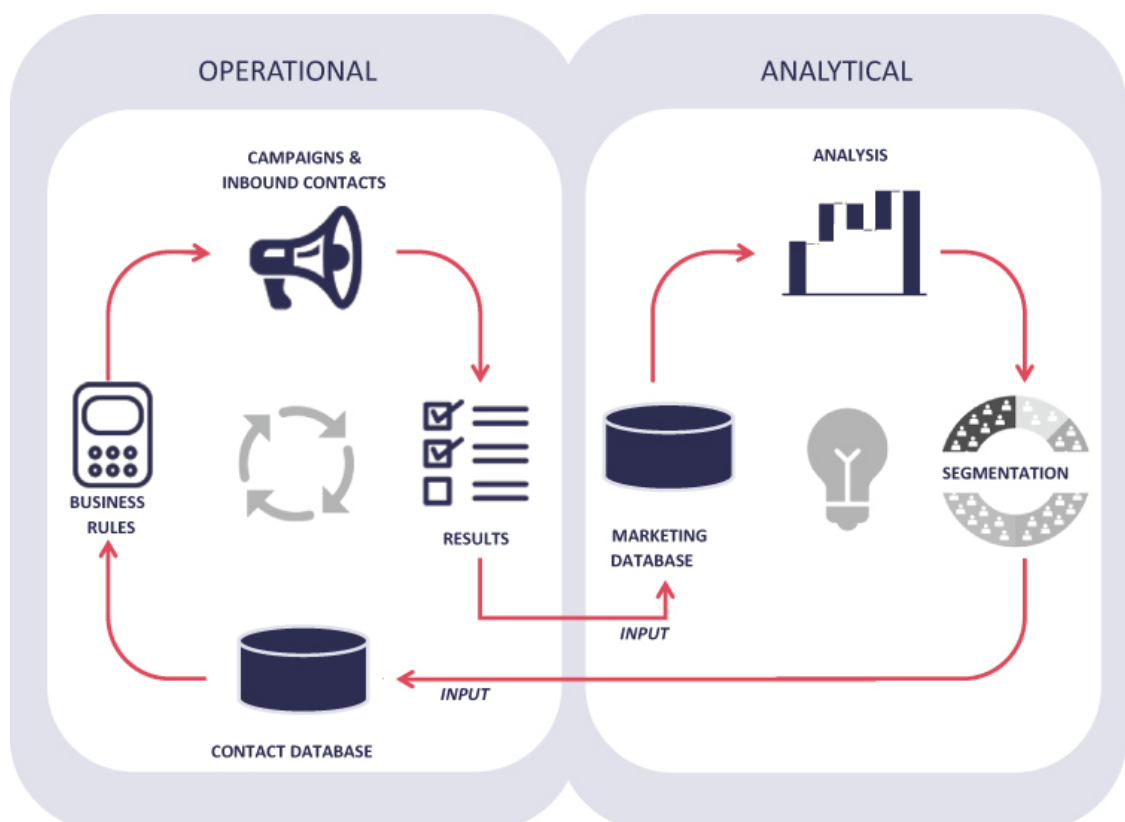 OPERATIONAL
ANALYTICAL
CAMPAIGNS &
INBOUND CONTACTS
ANALYSIS
BUSINESS
RULES
RESULTS
MARKETING
DATABASE
SEGMENTATION
INPUT
INPUT
CONTACT DATABASE